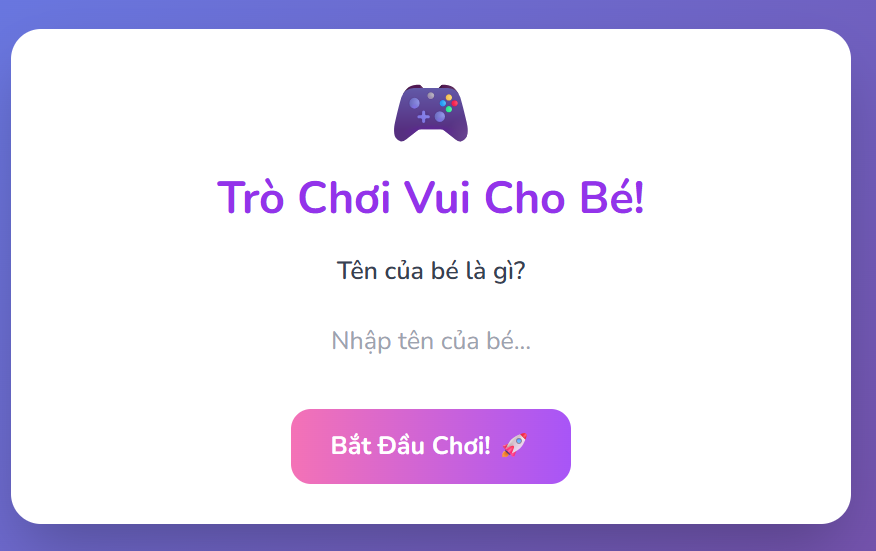 Trò Chơi Vui Cho Bé!
Tên của bé là gì?
Nhập tên của bé...
Bắt Đầu Chơi! 🚀